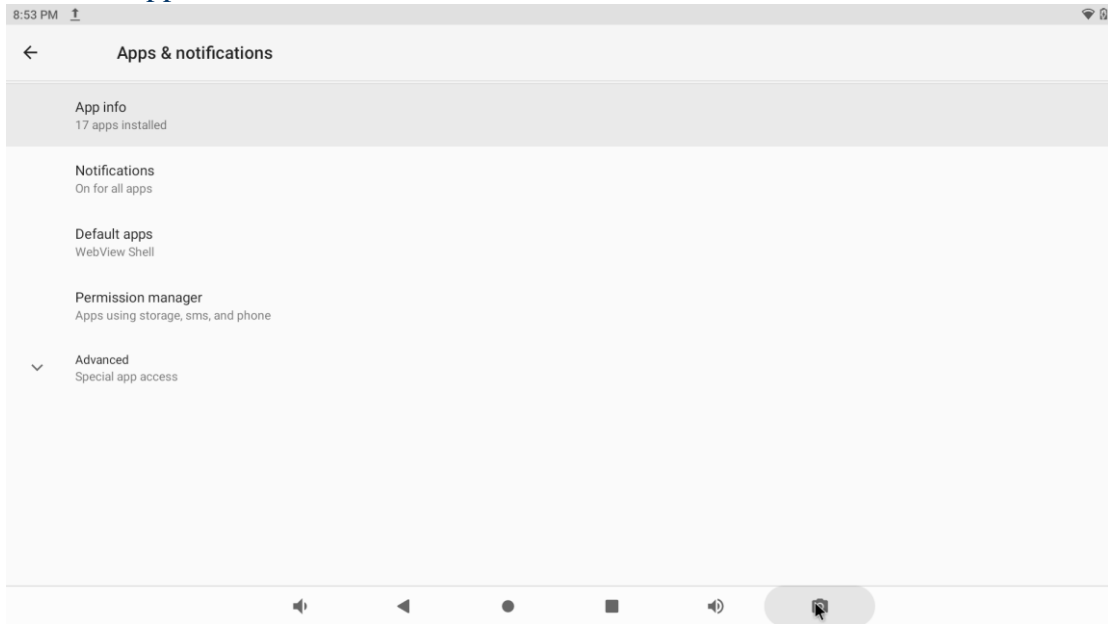 8:53 PM
Apps & notifications
App info
17 apps installed
Notifications
On for all apps
Default apps
WebView Shell
Permission manager
Apps using storage, sms, and phone
Advanced
Special app access